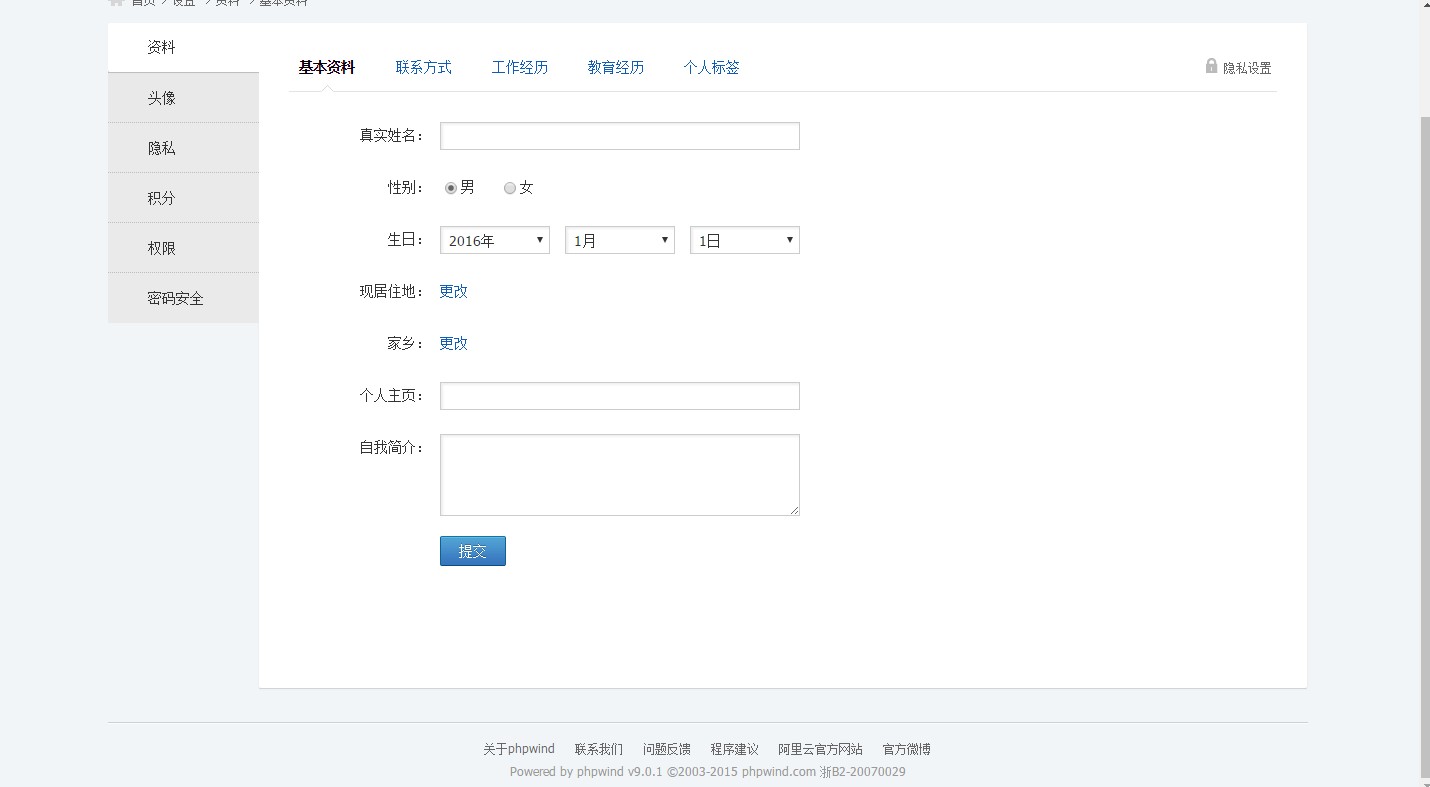 首页 > 设置 > 资料 > 基本资料
资料
头像
隐私
积分
权限
密码安全
基本资料 联系方式 工作经历 教育经历 个人标签 隐私设置
真实姓名：
性别： 男 女
生日： 2016年 1月 1日
现居住地： 更改
家乡： 更改
个人主页：
自我简介：
提交
关于phpwind 联系我们 问题反馈 程序建议 阿里云官方网站 官方微博
Powered by phpwind v9.0.1 ©2003-2015 phpwind.com 浙B2-20070029